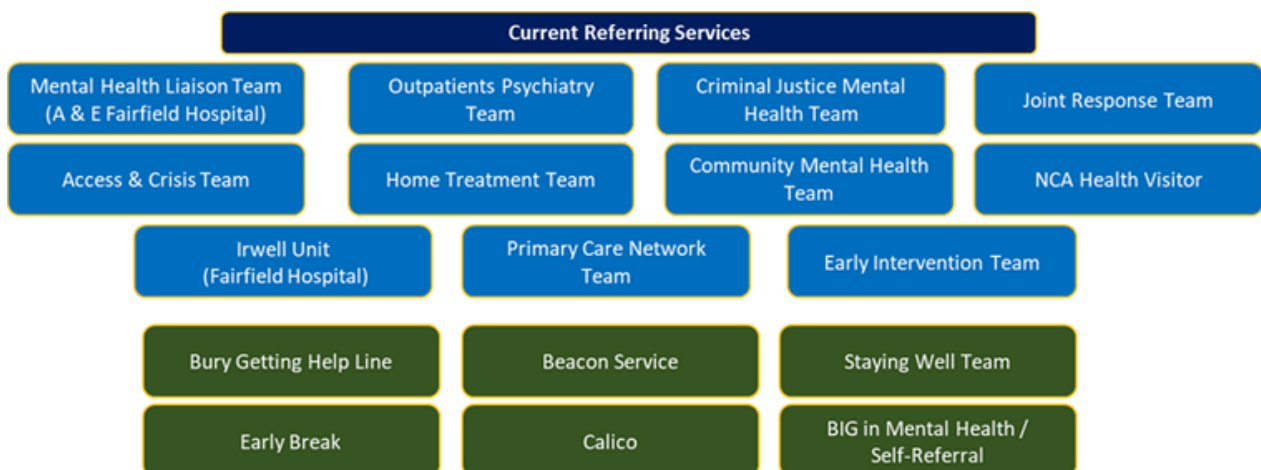 Current Referring Services
Mental Health Liaison Team
(A & E Fairfield Hospital)
Outpatients Psychiatry
Team
Criminal Justice Mental
Health Team
Joint Response Team
Access & Crisis Team
Home Treatment Team
Community Mental Health
Team
NCA Health Visitor
Irwell Unit
(Fairfield Hospital)
Primary Care Network
Team
Early Intervention Team
Bury Getting Help Line
Beacon Service
Staying Well Team
Early Break
Calico
BIG in Mental Health /
Self-Referral